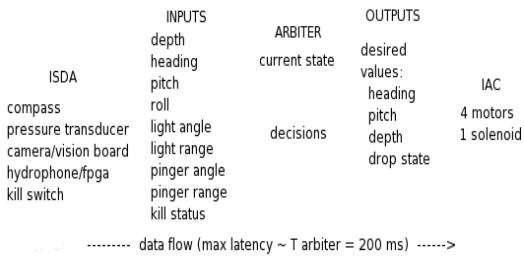 ISDA
compass
pressure transducer
camera/vision board
hydrophone/fpga
kill switch
INPUTS
depth
heading
pitch
roll
light angle
light range
pinger angle
pinger range
kill status
ARBITER
current state
decisions
OUTPUTS
desired
values:
heading
pitch
depth
drop state
IAC
4 motors
1 solenoid
--------- data flow (max latency ~ T arbiter = 200 ms) ------>